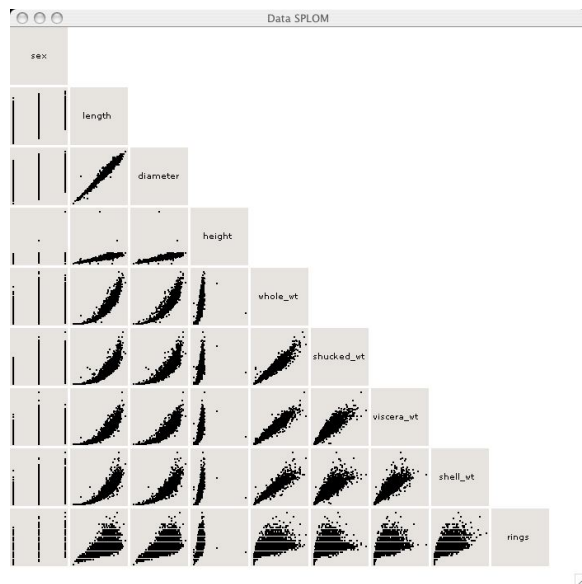 Data SPLOM
sex
length
diameter
height
whole_wt
shucked_wt
viscera_wt
shell_wt
rings